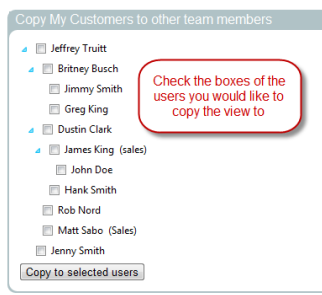 Copy My Customers to other team members
Jeffrey Truitt
Britney Busch
Jimmy Smith
Greg King
Dustin Clark
James King (sales)
John Doe
Hank Smith
Rob Nord
Matt Sabo (Sales)
Jenny Smith
Copy to selected users
Check the boxes of the
users you would like to
copy the view to